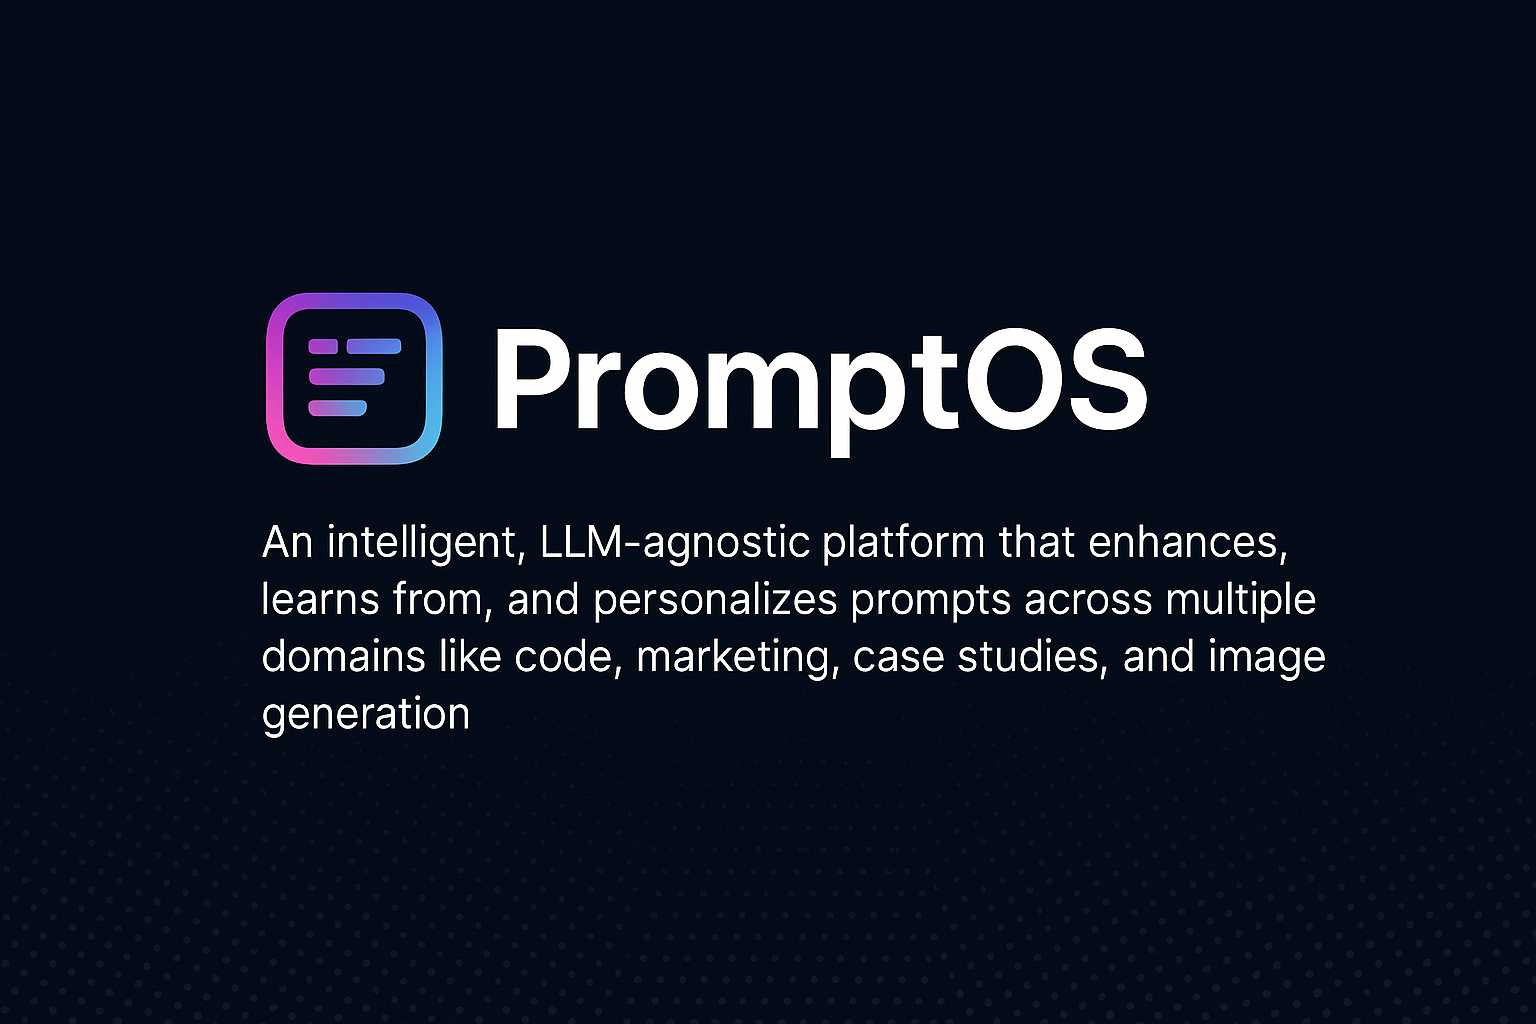 PromptOS
An intelligent, LLM-agnostic platform that enhances,
learns from, and personalizes prompts across multiple
domains like code, marketing, case studies, and image
generation